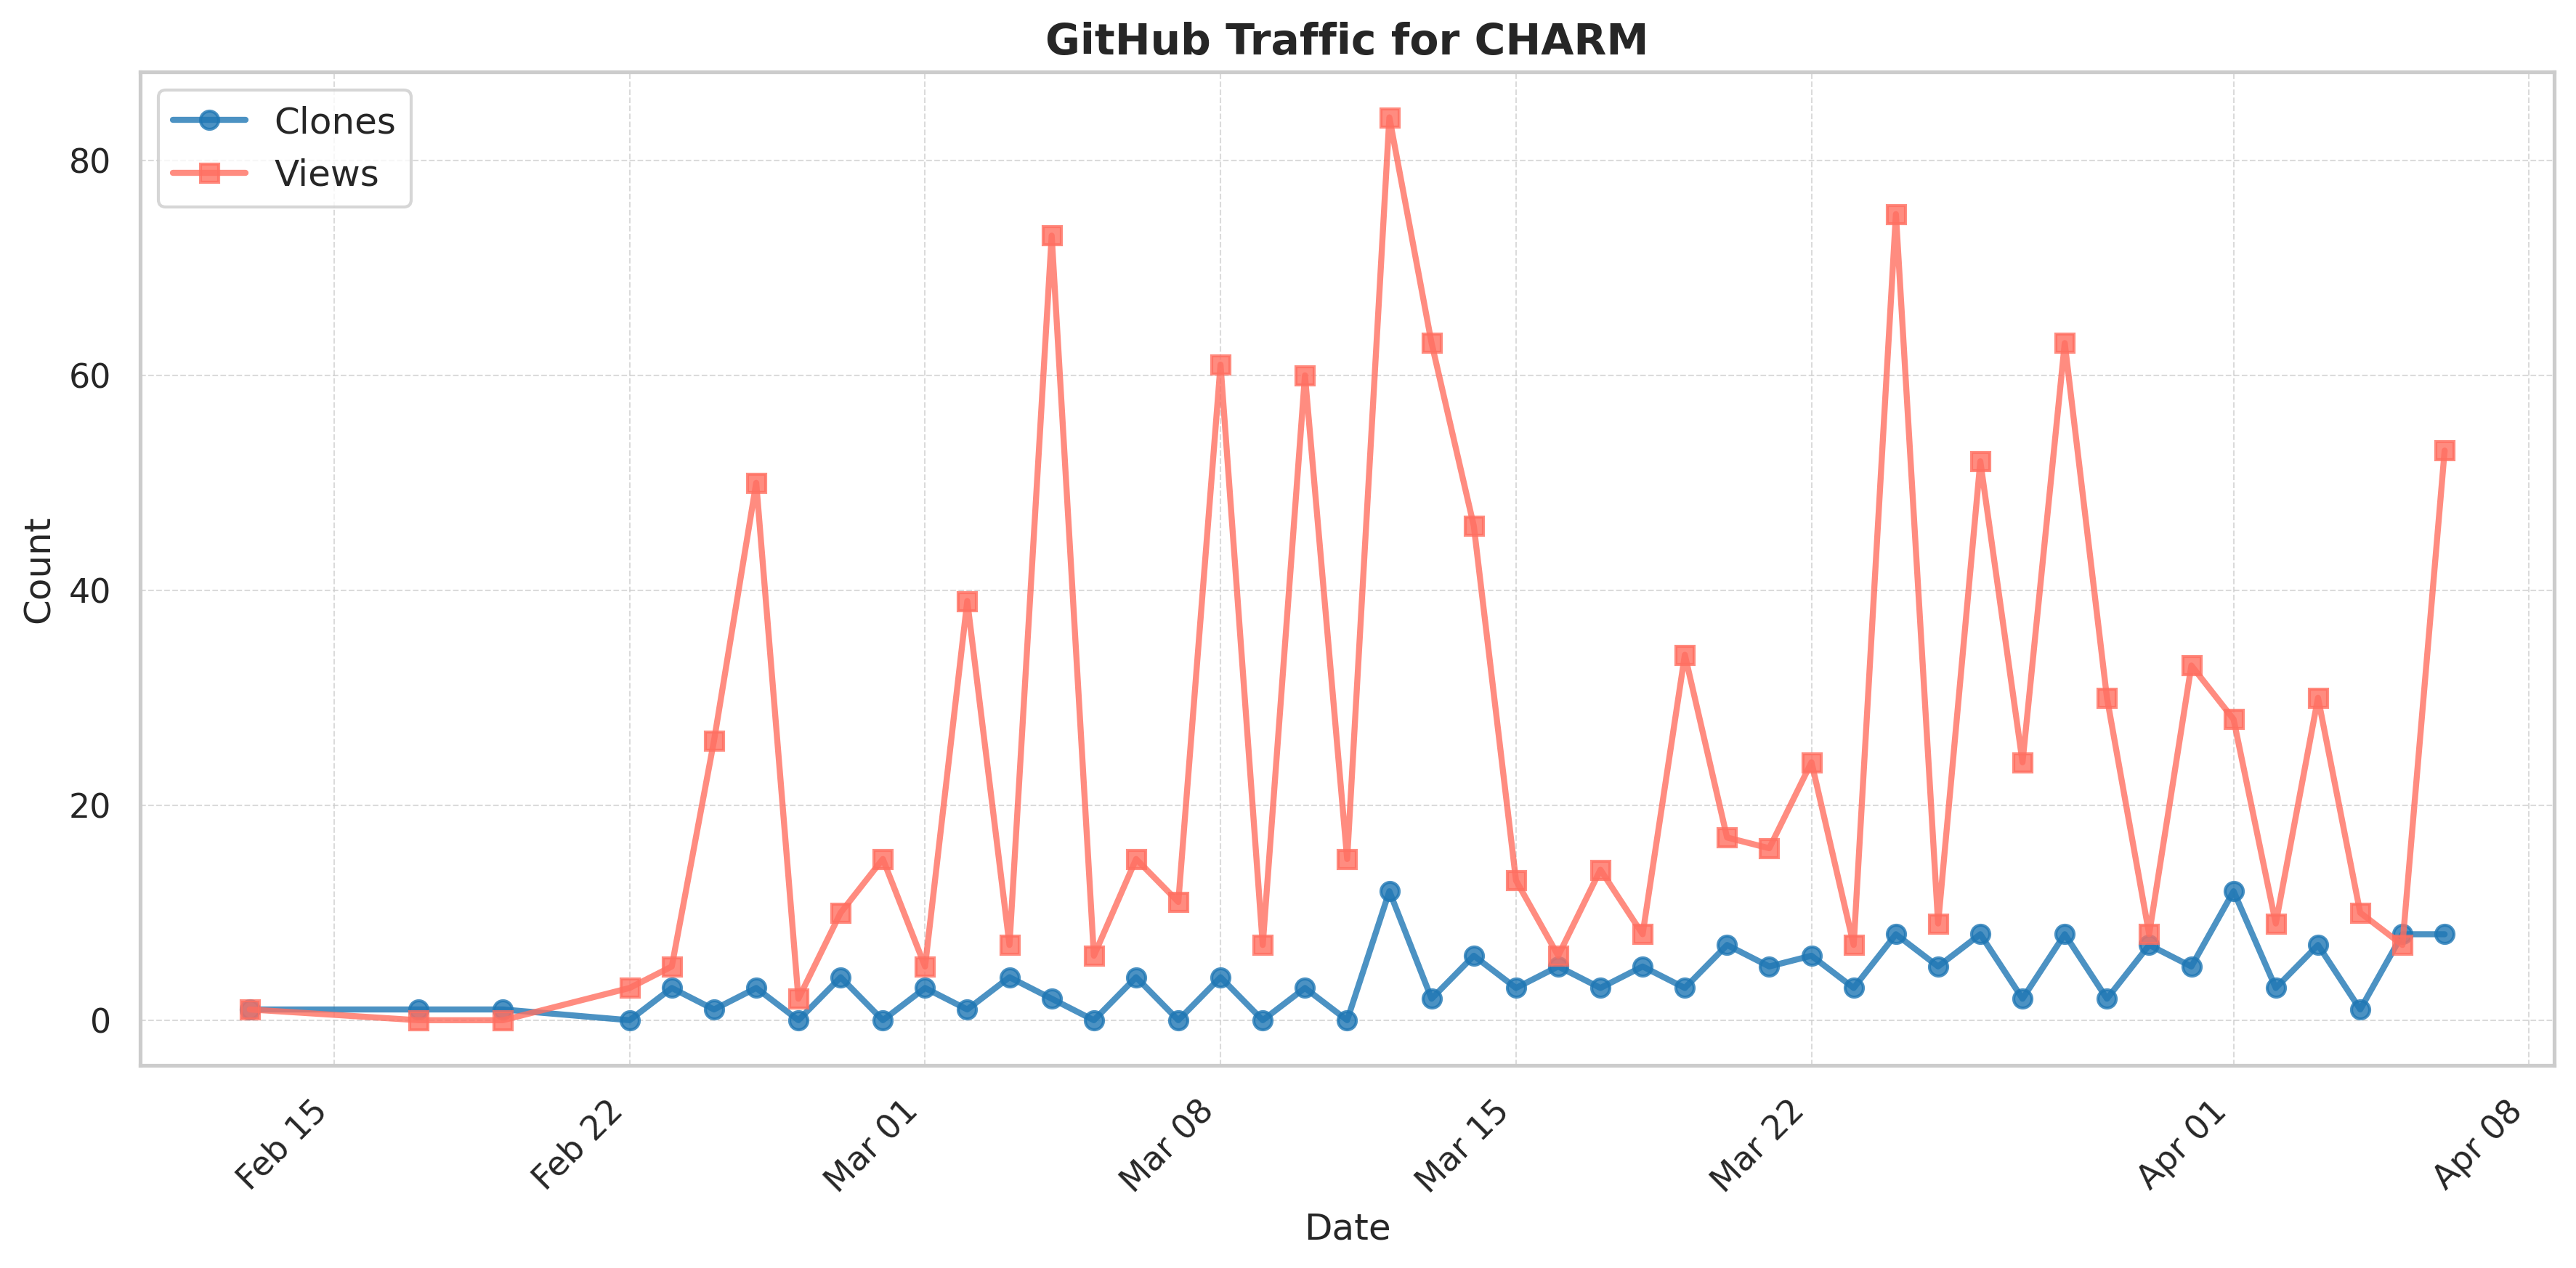 GitHub Traffic for CHARM
Clones
Views
80
60
40
20
0
Count
Feb 15
Feb 22
Mar 01
Mar 08
Mar 15
Mar 22
Apr 01
Apr 08
Date